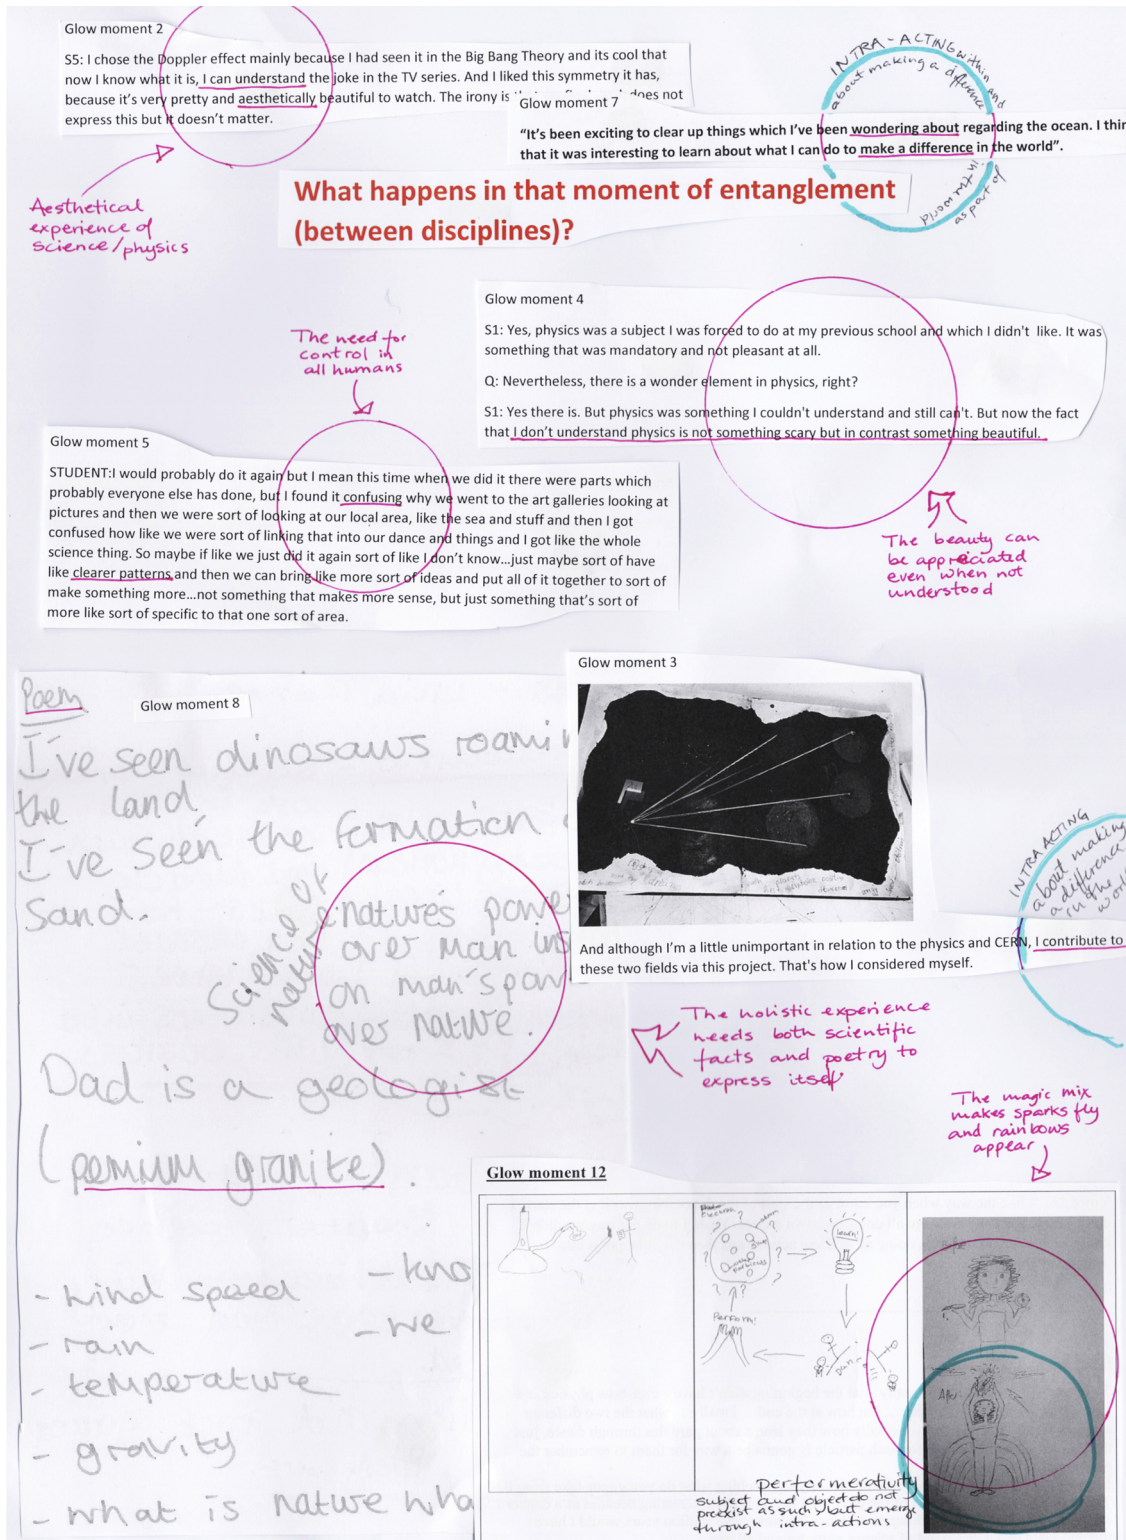 Glow moment 2
S5: I chose the Doppler effect mainly because I had seen it in the Big Bang Theory and its cool that
now I know what it is, I can understand the joke in the TV series. And I liked this symmetry it has,
because it's very pretty and aesthetically beautiful to watch. The irony is
does not
express this but it doesn't matter.
Aesthetical
experience of
science/physics
Glow moment 7
"It's been exciting to clear up things which I've been wondering about regarding the ocean. I thin
that it was interesting to learn about what I can do to make a difference in the world".
INTRA-ACTING within and
about making a difference
in the world
as part of
What happens in that moment of entanglement
(between disciplines)?
Glow moment 4
S1: Yes, physics was a subject I was forced to do at my previous school and which I didn't like. It was
something that was mandatory and not pleasant at all.
Q: Nevertheless, there is a wonder element in physics, right?
S1: Yes there is. But physics was something I couldn't understand and still can't. But now the fact
that I don't understand physics is not something scary but in contrast something beautiful.
The need for
control in
all humans
The beauty can
be appreciated
even when not
understood
Glow moment 5
STUDENT:I would probably do it again but I mean this time when we did it there were parts which
probably everyone else has done, but I found it confusing why we went to the art galleries looking at
pictures and then we were sort of looking at our local area, like the sea and stuff and then I got
confused how like we were sort of linking that into our dance and things and I got like the whole
science thing. So maybe if like we just did it again sort of like I don't know...just maybe sort of have
like clearer patterns and then we can bring like more sort of ideas and put all of it together to sort of
make something more...not something that makes more sense, but just something that's sort of
more like sort of specific to that one sort of area.
Poem
Glow moment 8
I've seen dinosaws roamin
the land,
I've seen the formation
Sand.
Science of
nature
natures power
over man ins
on man's pow
over native.
Dad is a geologist
(pemium granite).
- wind speed
- rain
- temperature
- gravity
- what is nature wha
- kno
- we
Glow moment 3
And although I'm a little unimportant in relation to the physics and CERN, I contribute to
these two fields via this project. That's how I considered myself.
INTRA ACTING
about making
a difference
in the
world
The holistic experience
needs both scientific
facts and poetry to
express itself
The magic mix
makes sparks fly
and rainbows
appear
Glow moment 12
Learn!
Perform!
Dance!!!
Before
After
performerativity
subject and object do not
preexist as such, but emerge
through intra-actions